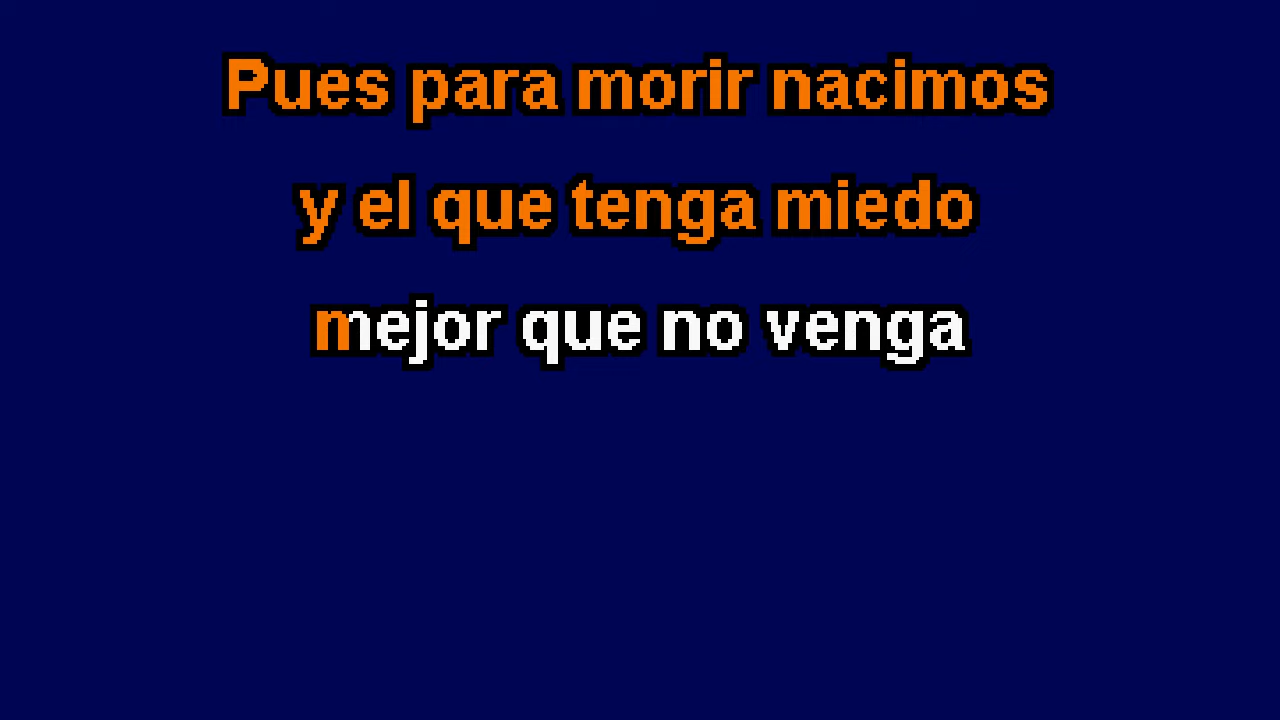 Pues para morir nacimos
y el que tenga miedo
mejor que no venga